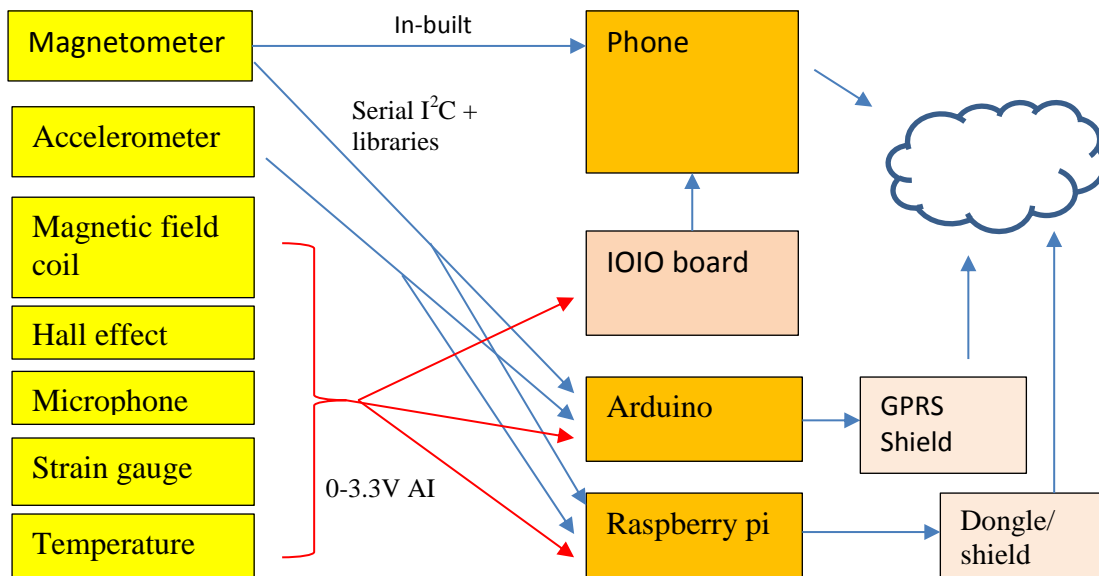 Magnetometer
In-built
Phone
Serial I²C +
libraries
Accelerometer
Magnetic field
coil
IOIO board
Hall effect
Microphone
Arduino
GPRS
Shield
Strain gauge
0-3.3V AI
Raspberry pi
Dongle/
shield
Temperature